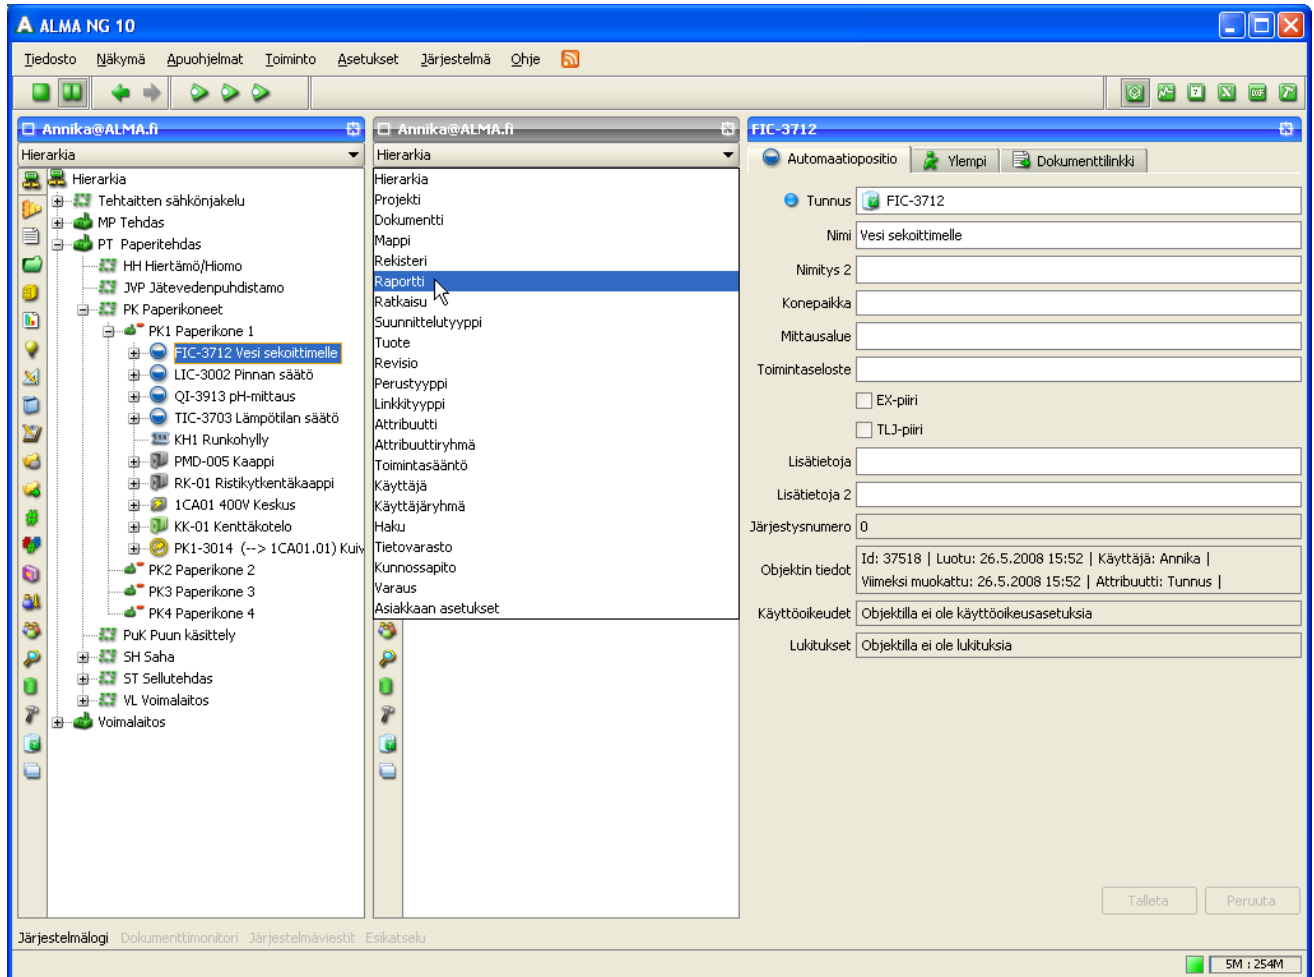 ALMA NG 10
Tiedosto Näkymä Apuohjelmat Toiminto Asetukset Järjestelmä Ohje
Annika@ALMA.fi
Hierarkia
Hierarkia
Tehtaitten sähkönjakelu
MP Tehdas
PT Paperitehdas
HH Hiertämö/Hiomo
JVP Jätevedenpuhdistamo
PK Paperikoneet
PK1 Paperikone 1
FIC-3712 Vesi sekoittimelle
LIC-3002 Pinnan säätö
QI-3913 pH-mittaus
TIC-3703 Lämpötilan säätö
KH1 Runkohylly
PMD-005 Kaappi
RK-01 Ristikytkentäkaappi
1CA01 400V Keskus
KK-01 Kenttäkotelo
PK1-3014 (--> 1CA01.01) Kuiv
PK2 Paperikone 2
PK3 Paperikone 3
PK4 Paperikone 4
PuK Puun käsittely
SH Saha
ST Sellutehdas
VL Voimalaitos
Voimalaitos
Annika@ALMA.fi
Hierarkia
Hierarkia
Projekti
Dokumentti
Mappi
Rekisteri
Raportti
Ratkaisu
Suunnittelutyyppi
Tuote
Revisio
Perustyyppi
Linkkityyppi
Attribuutti
Attribuuttiryhmä
Toimintasääntö
Käyttäjä
Käyttäjäryhmä
Haku
Tietovarasto
Kunnossapito
Varaus
Asiakkaan asetukset
FIC-3712
Automaatiopositio Ylempi Dokumenttilinkki
Tunnus FIC-3712
Nimi Vesi sekoittimelle
Nimitys 2
Konepaikka
Mittausalue
Toimintaseloste
EX-piiri
TLJ-piiri
Lisätietoja
Lisätietoja 2
Järjestysnumero 0
Objektin tiedot Id: 37518 | Luotu: 26.5.2008 15:52 | Käyttäjä: Annika |
Viimeksi muokattu: 26.5.2008 15:52 | Attribuutti: Tunnus |
Käyttöoikeudet Objektilla ei ole käyttöoikeusasetuksia
Lukitukset Objektilla ei ole lukituksia
Talleta Peruuta
Järjestelmälogi Dokumenttimonitori Järjestelmäviestit Esikatselu
5M : 254M